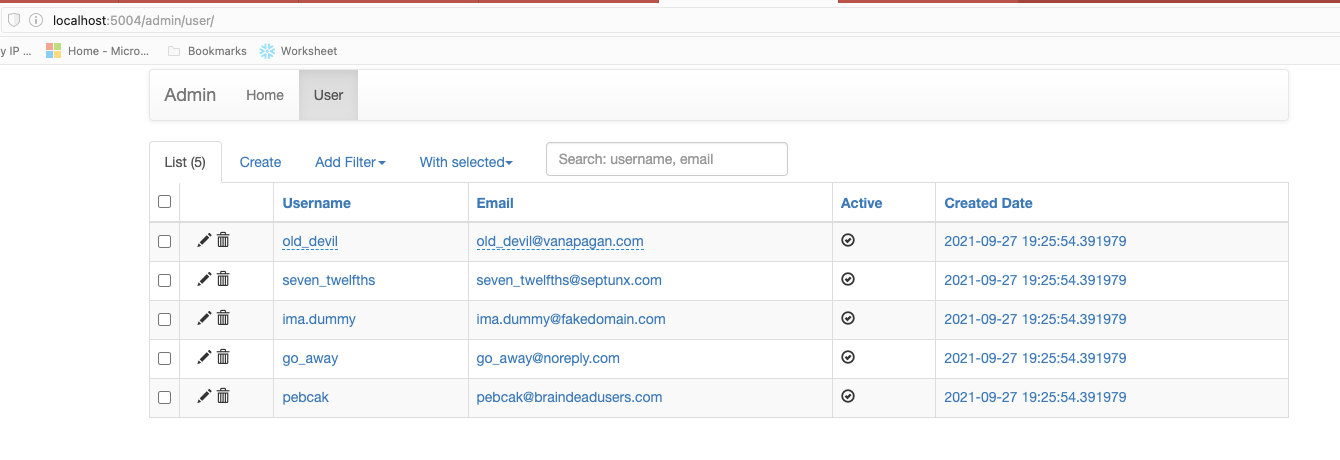 localhost:5004/admin/user/
y IP ... Home - Micro... Bookmarks Worksheet
Admin Home User
List (5) Create Add Filter With selected Search: username, email
Username Email Active Created Date
old_devil old_devil@vanapagan.com 2021-09-27 19:25:54.391979
seven_twelfths seven_twelfths@septunx.com 2021-09-27 19:25:54.391979
ima.dummy ima.dummy@fakedomain.com 2021-09-27 19:25:54.391979
go_away go_away@noreply.com 2021-09-27 19:25:54.391979
pebcak pebcak@braindeadusers.com 2021-09-27 19:25:54.391979